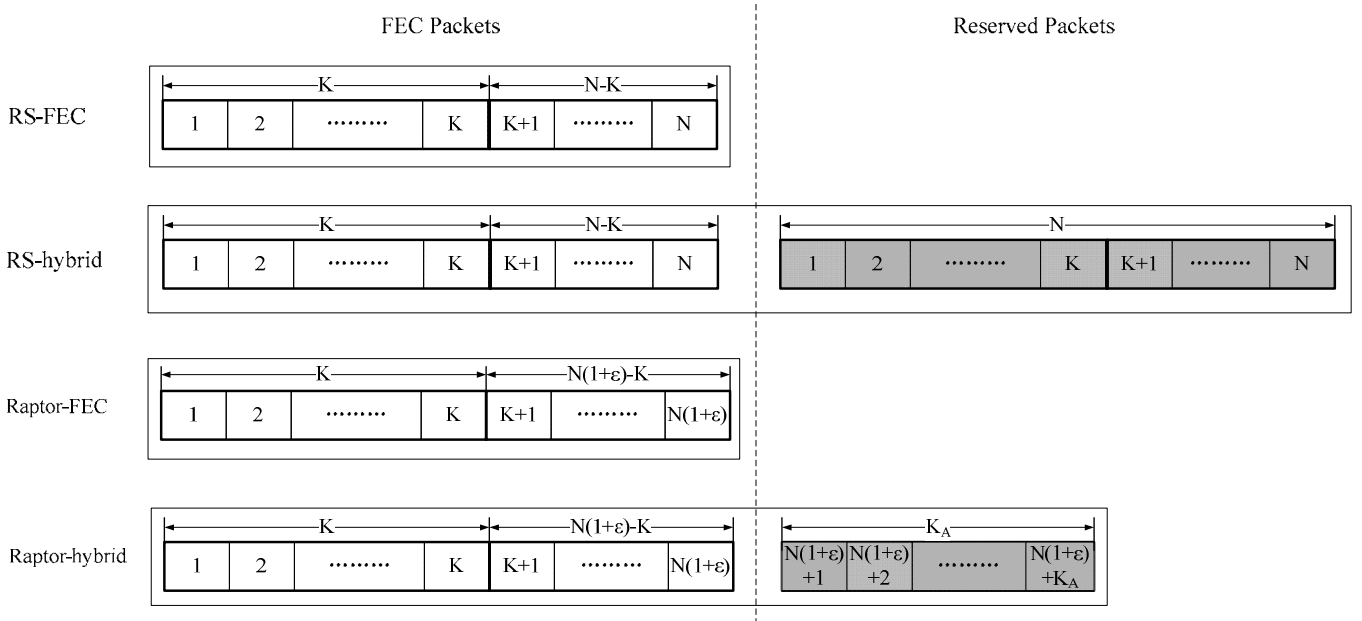 FEC Packets
Reserved Packets
RS-FEC
K
N-K
1 2 ········· K K+1 ········· N
RS-hybrid
K
N-K
N
1 2 ········· K K+1 ········· N
1 2 ········· K K+1 ········· N
Raptor-FEC
K
N(1+ε)-K
1 2 ········· K K+1 ········· N(1+ε)
Raptor-hybrid
K
N(1+ε)-K
K_A
1 2 ········· K K+1 ········· N(1+ε)
N(1+ε) +1
N(1+ε) +2
·········
N(1+ε) +K_A